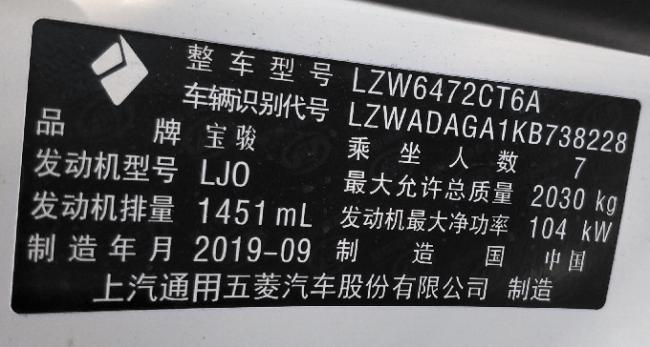 整车型号 LZW6472CT6A
车辆识别代号 LZWADAGA1KB738228
品牌 宝骏 乘坐人数 7
发动机型号 LJO 最大允许总质量 2030 kg
发动机排量 1451 mL 发动机最大净功率 104 kW
制造年月 2019-09 制造国 中国
上汽通用五菱汽车股份有限公司 制造